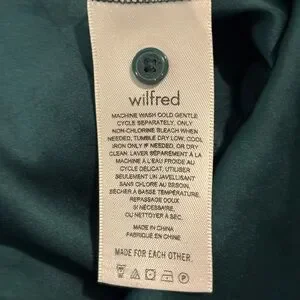 wilfred
MACHINE WASH COLD GENTLE
CYCLE SEPARATELY, ONLY
NON-CHLORINE BLEACH WHEN
NEEDED, TUMBLE DRY LOW, COOL
IRON ONLY IF NEEDED, OR DRY
CLEAN. LAVER SÉPARÉMENT À LA
MACHINE À L'EAU FROIDE AU
CYCLE DÉLICAT, UTILISER
SEULEMENT UN JAVELLISANT
SANS CHLORE AU BESOIN,
SÉCHER À BASSE TEMPÉRATURE,
REPASSAGE DOUX
SI NÉCESSAIRE,
OU NETTOYER À SEC.
MADE IN CHINA
FABRIQUÉ EN CHINE
MADE FOR EACH OTHER.